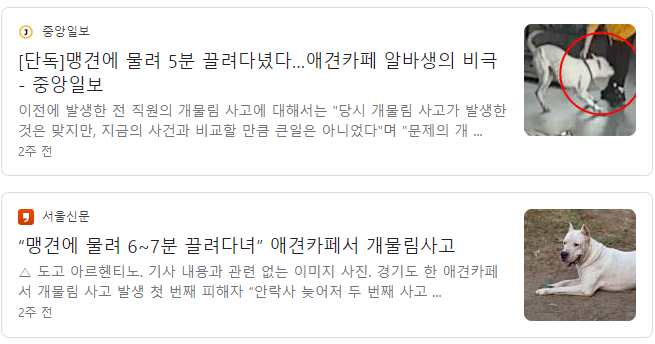 중앙일보
[단독]맹견에 물려 5분 끌려다녔다…애견카페 알바생의 비극
- 중앙일보
이전에 발생한 전 직원의 개물림 사고에 대해서는 "당시 개물림 사고가 발생한
것은 맞지만, 지금의 사건과 비교할 만큼 큰일은 아니었다"며 "문제의 개 ...
2주 전
서울신문
“맹견에 물려 6~7분 끌려다녀” 애견카페서 개물림사고
△ 도고 아르헨티노. 기사 내용과 관련 없는 이미지 사진. 경기도 한 애견카페
서 개물림 사고 발생 첫 번째 피해자 “안락사 늦어져 두 번째 사고 ...
2주 전